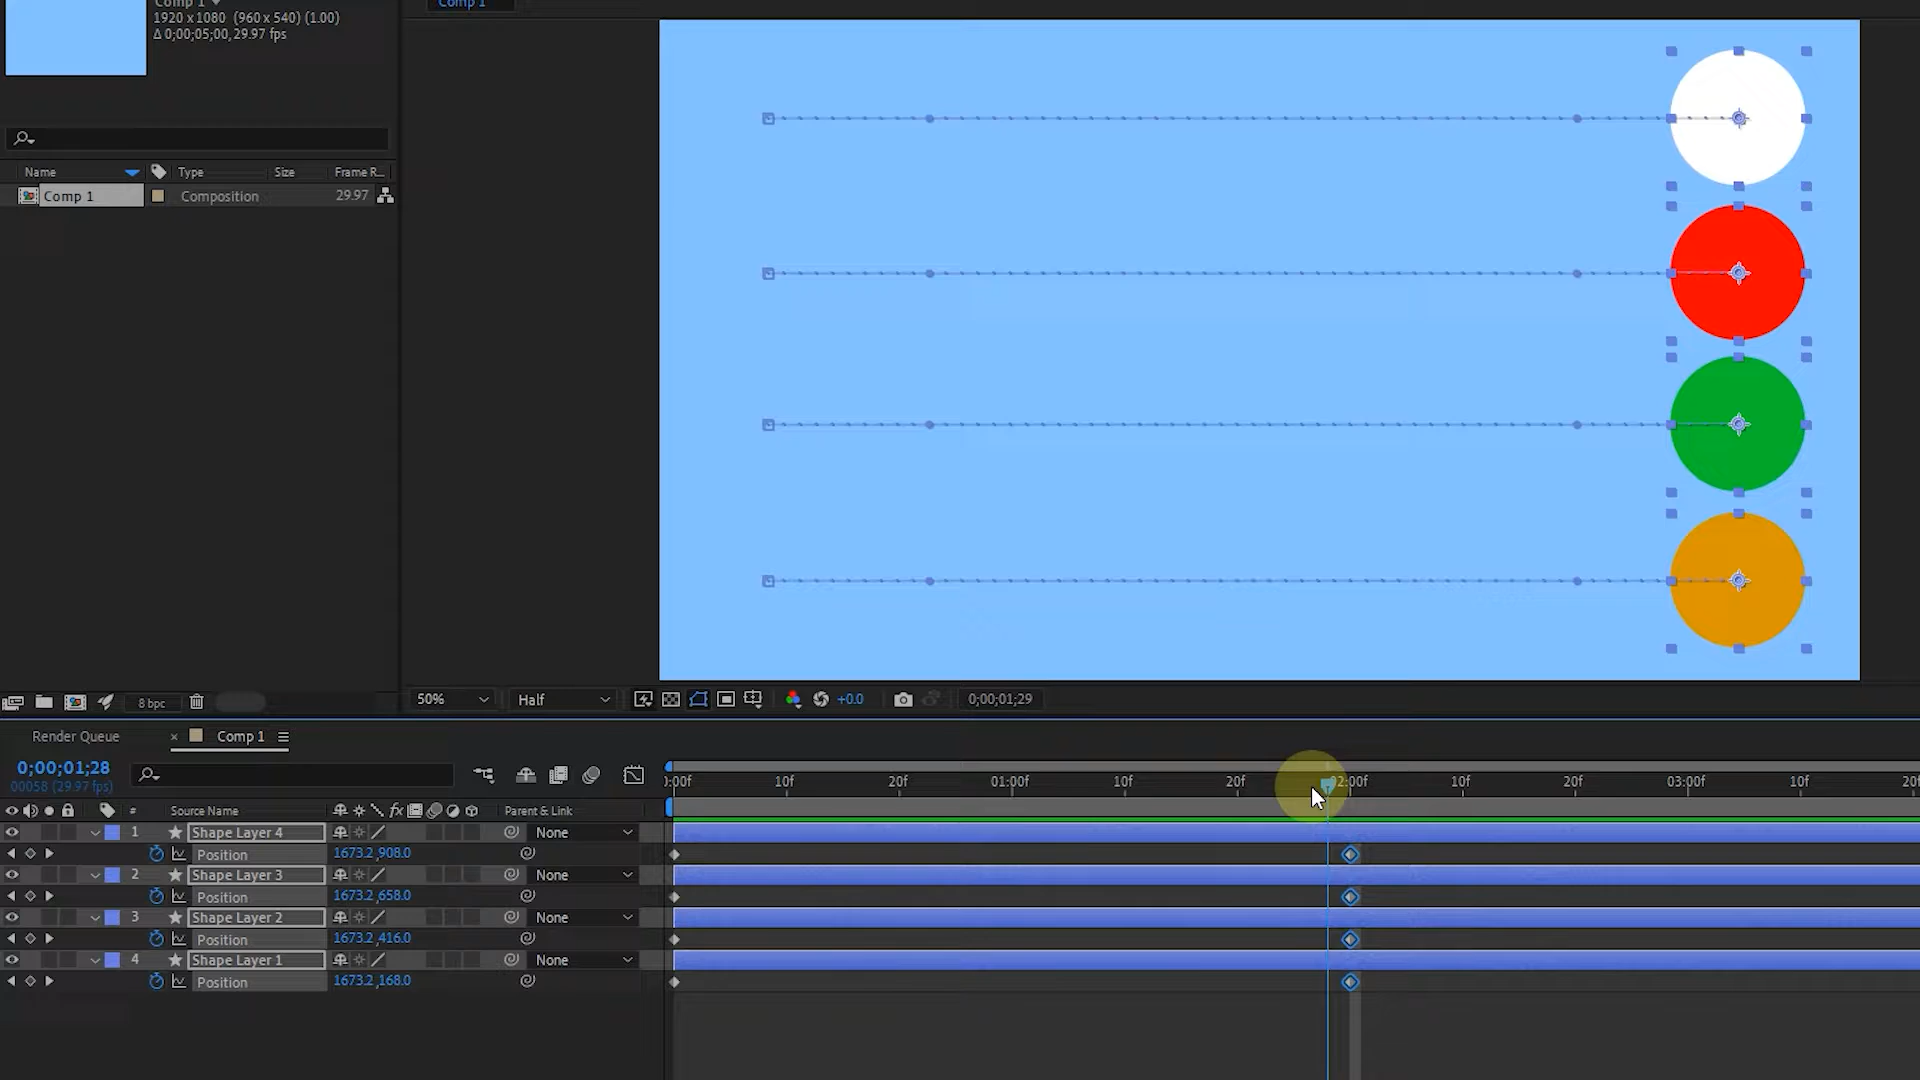 Comp 1
1920 x 1080 (960 x 540) (1.00)
Δ 0;00;05;00, 29.97 fps
Comp 1
Name Type Size Frame R...
Comp 1 Composition 29.97
8 bpc
50% Half +0.0 0;00;01;29
Render Queue × Comp 1
0;00;01;28
00058 (29.97 fps)
):00f 10f 20f 01:00f 10f 20f 02:00f 10f 20f 03:00f 10f 20f
# Source Name fx Parent & Link
1 Shape Layer 4 None
Position 1673.2,908.0
2 Shape Layer 3 None
Position 1673.2,658.0
3 Shape Layer 2 None
Position 1673.2,416.0
4 Shape Layer 1 None
Position 1673.2,168.0